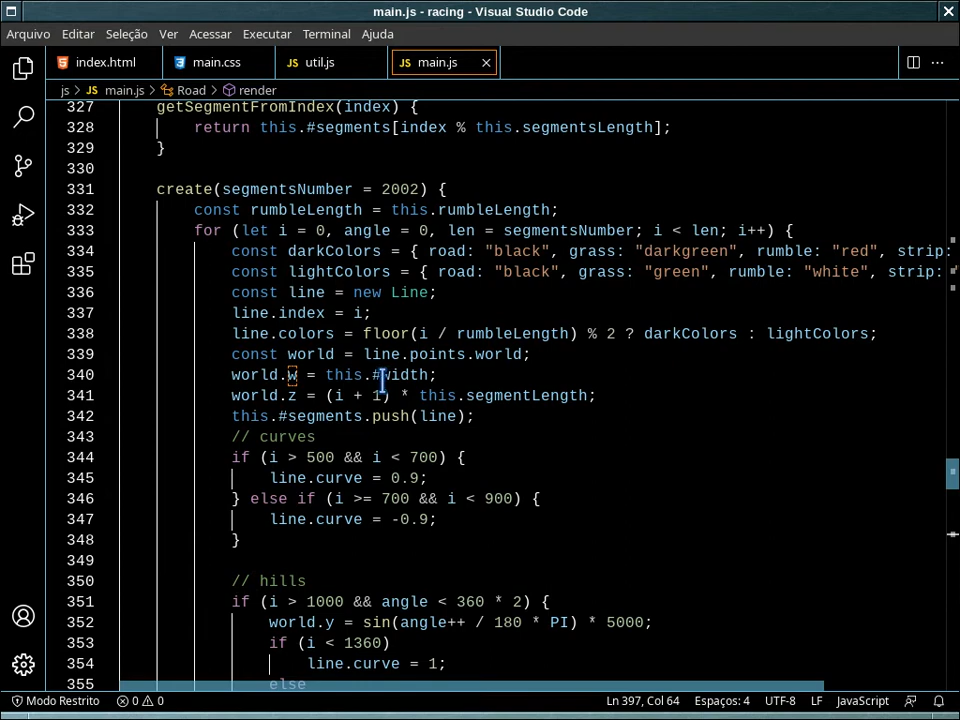 main.js - racing - Visual Studio Code
Arquivo Editar Seleção Ver Acessar Executar Terminal Ajuda
index.html main.css JS util.js JS main.js
js > JS main.js > Road > render
327 getSegmentFromIndex(index) {
328 return this.#segments[index % this.segmentsLength];
329 }
330
331 create(segmentsNumber = 2002) {
332 const rumbleLength = this.rumbleLength;
333 for (let i = 0, angle = 0, len = segmentsNumber; i < len; i++) {
334 const darkColors = { road: "black", grass: "darkgreen", rumble: "red", strip:
335 const lightColors = { road: "black", grass: "green", rumble: "white", strip:
336 const line = new Line;
337 line.index = i;
338 line.colors = floor(i / rumbleLength) % 2 ? darkColors : lightColors;
339 const world = line.points.world;
340 world.w = this.#width;
341 world.z = (i + 1) * this.segmentLength;
342 this.#segments.push(line);
343 // curves
344 if (i > 500 && i < 700) {
345 line.curve = 0.9;
346 } else if (i >= 700 && i < 900) {
347 line.curve = -0.9;
348 }
349
350 // hills
351 if (i > 1000 && angle < 360 * 2) {
352 world.y = sin(angle++ / 180 * PI) * 5000;
353 if (i < 1360)
354 line.curve = 1;
355 else
Modo Restrito 0 0 Ln 397, Col 64 Espaços: 4 UTF-8 LF JavaScript